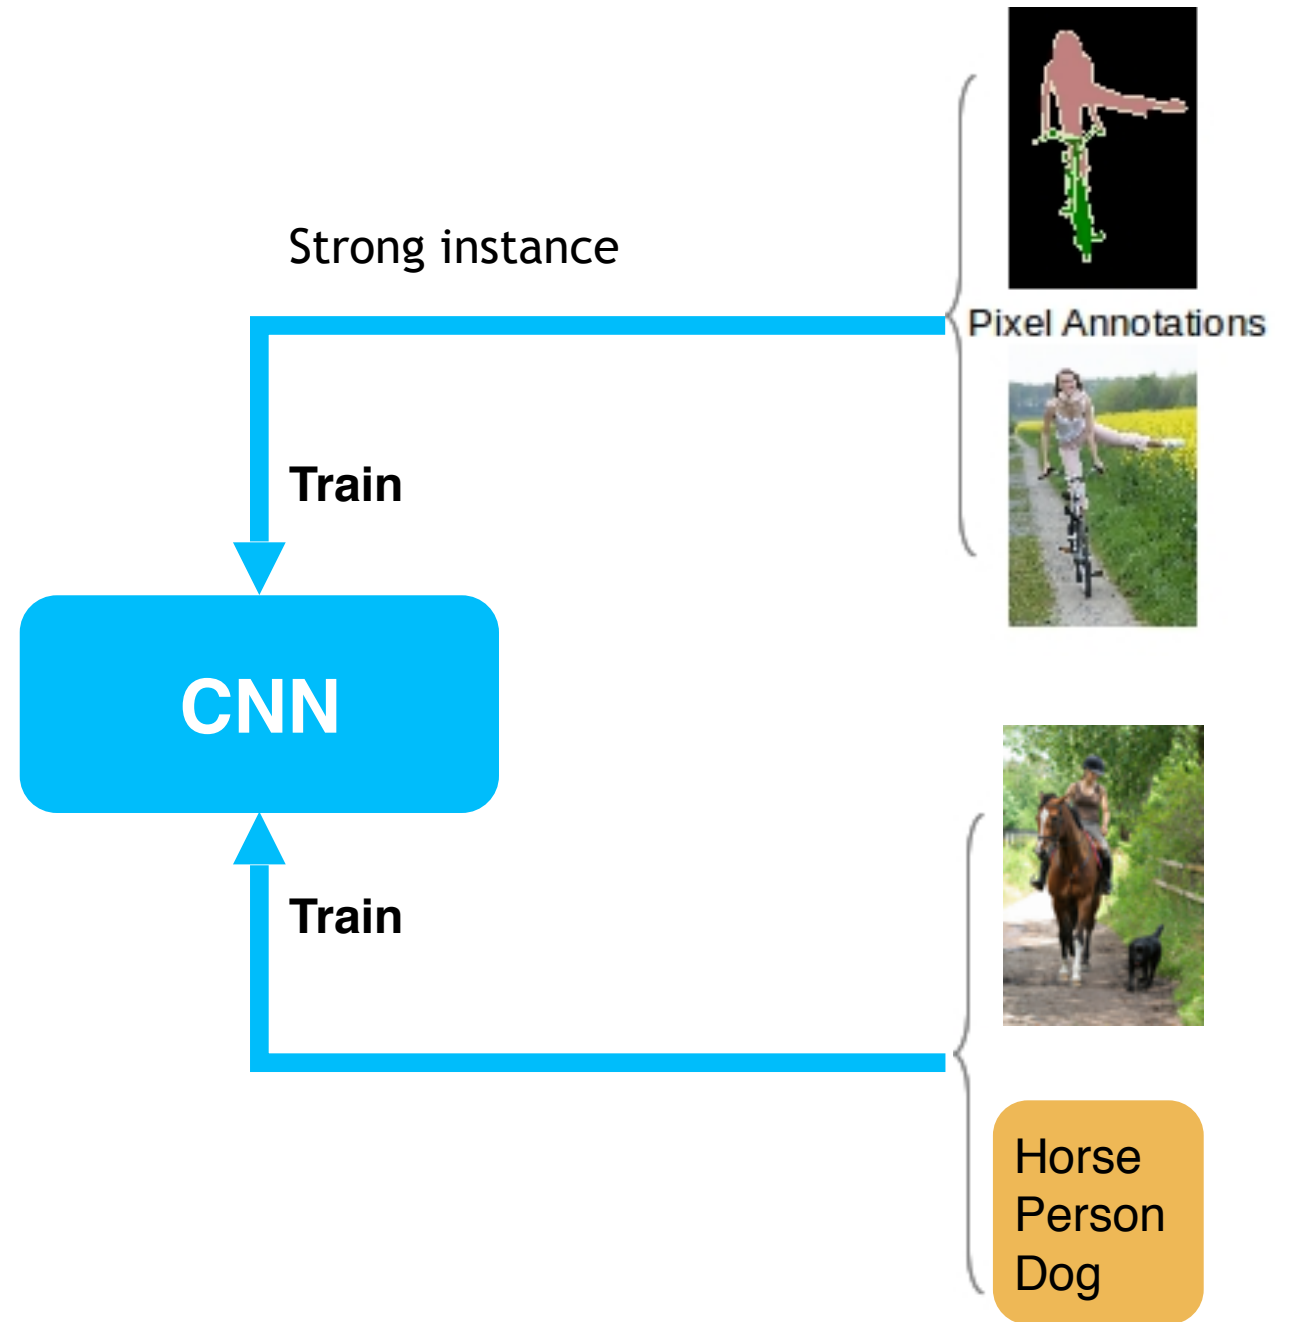 Strong instance
Pixel Annotations
Train
CNN
Train
Horse
Person
Dog